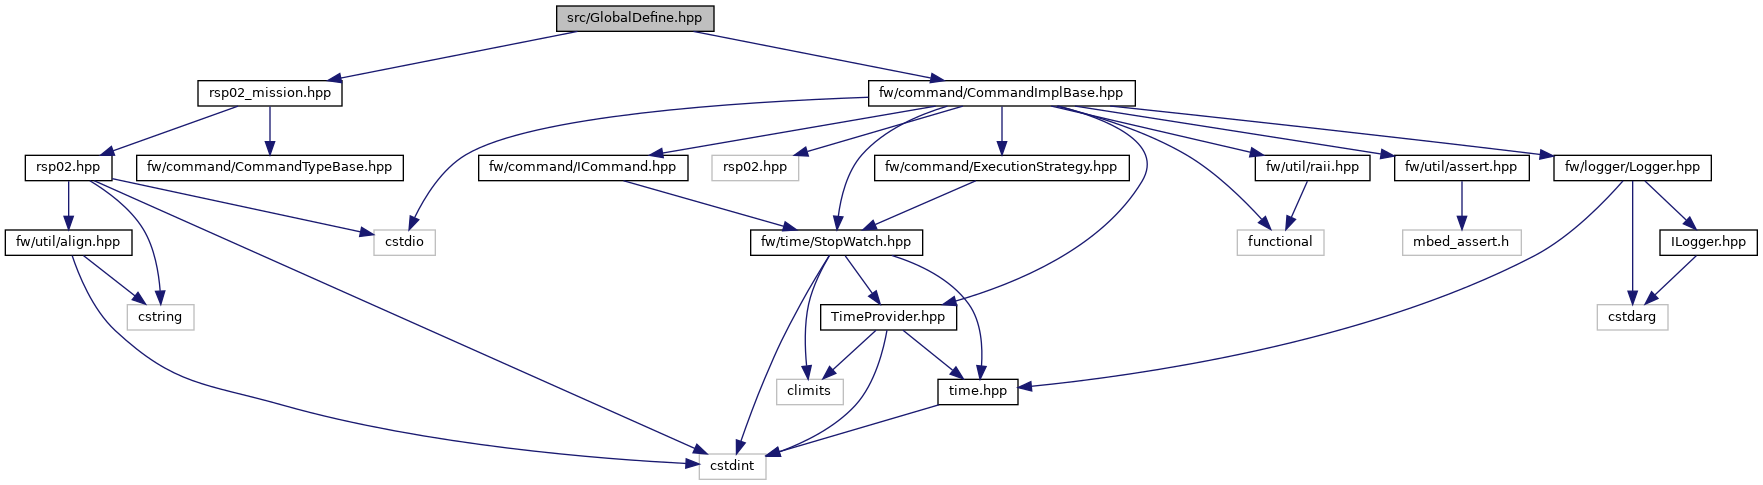 src/GlobalDefine.hpp
rsp02_mission.hpp
fw/command/CommandImplBase.hpp
rsp02.hpp
fw/command/CommandTypeBase.hpp
fw/command/ICommand.hpp
rsp02.hpp
fw/command/ExecutionStrategy.hpp
fw/util/raii.hpp
fw/util/assert.hpp
fw/logger/Logger.hpp
fw/util/align.hpp
cstdio
fw/time/StopWatch.hpp
functional
mbed_assert.h
ILogger.hpp
cstring
TimeProvider.hpp
cstdarg
climits
time.hpp
cstdint